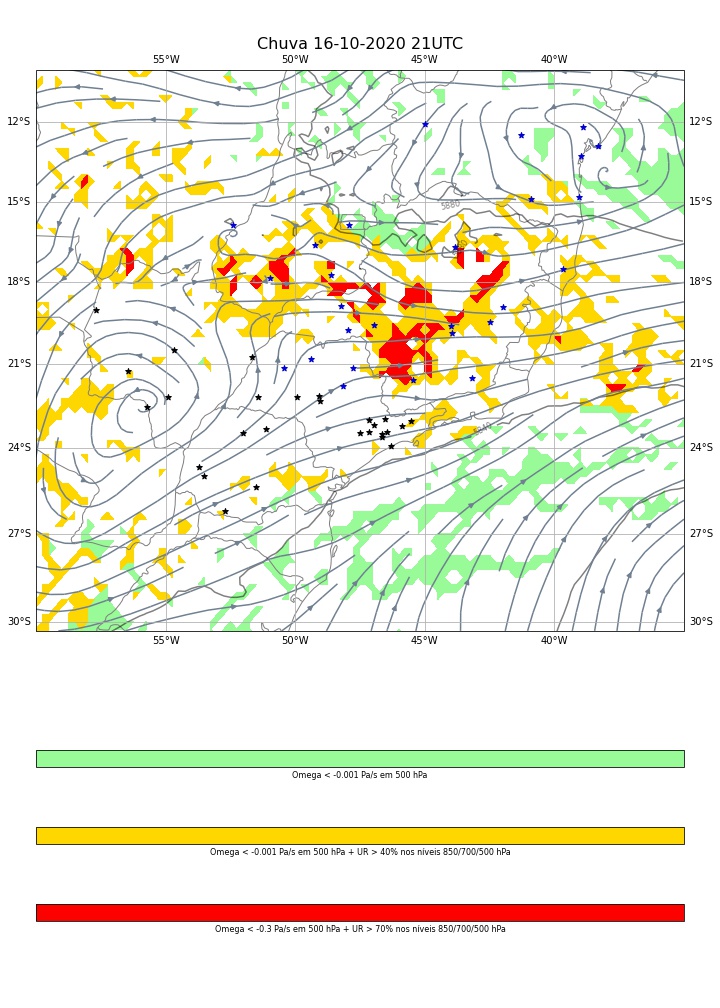 Chuva 16-10-2020 21UTC
55°W 50°W 45°W 40°W
12°S 12°S
15°S 15°S
5880
18°S 18°S
21°S 21°S
24°S 24°S
27°S 27°S
30°S 30°S
55°W 50°W 45°W 40°W
Omega < -0.001 Pa/s em 500 hPa
Omega < -0.001 Pa/s em 500 hPa + UR > 40% nos níveis 850/700/500 hPa
Omega < -0.3 Pa/s em 500 hPa + UR > 70% nos níveis 850/700/500 hPa